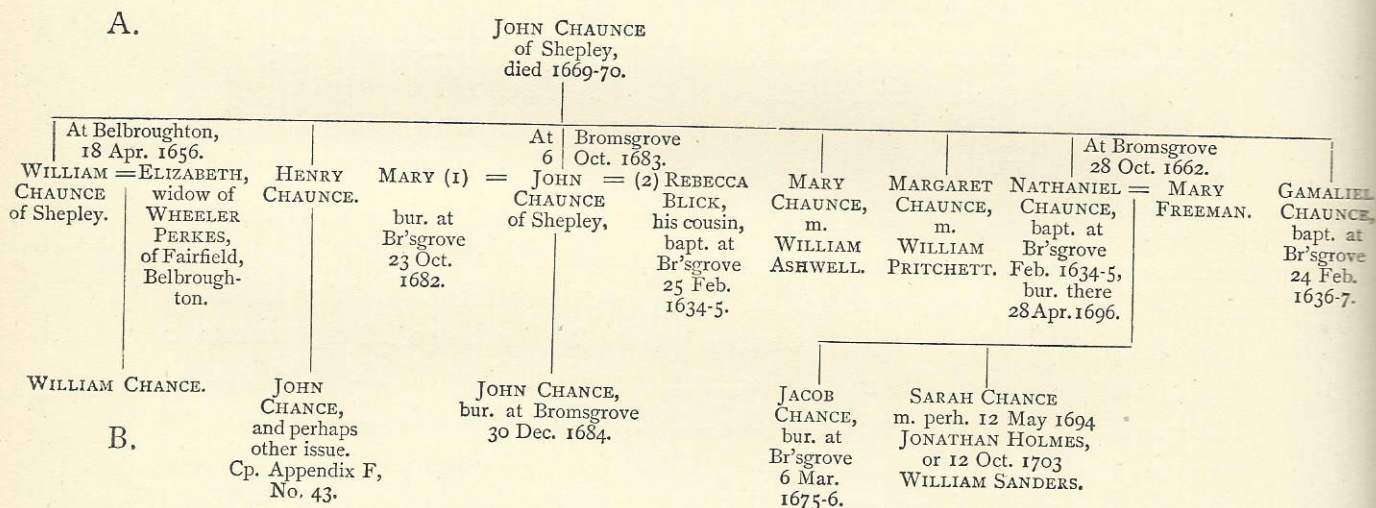 A.
JOHN CHAUNCE
of Shepley,
died 1669-70.
At Belbroughton,
18 Apr. 1656.
WILLIAM
CHAUNCE
of Shepley.
=
ELIZABETH,
widow of
WHEELER
PERKES,
of Fairfield,
Belbrough-
ton.
HENRY
CHAUNCE.
MARY (1)
bur. at
Br'sgrove
23 Oct.
1682.
=
At Bromsgrove
6 Oct. 1683.
JOHN
CHAUNCE
of Shepley,
=
(2) REBECCA
BLICK,
his cousin,
bapt. at
Br'sgrove
25 Feb.
1634-5.
MARY
CHAUNCE,
m.
WILLIAM
ASHWELL.
MARGARET
CHAUNCE,
m.
WILLIAM
PRITCHETT.
At Bromsgrove
28 Oct. 1662.
NATHANIEL
CHAUNCE,
bapt. at
Br'sgrove
Feb. 1634-5,
bur. there
28 Apr. 1696.
=
MARY
FREEMAN.
GAMALIEL
CHAUNCE,
bapt. at
Br'sgrove
24 Feb.
1636-7.
WILLIAM CHANCE.
JOHN
CHANCE,
and perhaps
other issue.
Cp. Appendix F,
No. 43.
JOHN CHANCE,
bur. at Bromsgrove
30 Dec. 1684.
JACOB
CHANCE,
bur. at
Br'sgrove
6 Mar.
1675-6.
SARAH CHANCE
m. perh. 12 May 1694
JONATHAN HOLMES,
or 12 Oct. 1703
WILLIAM SANDERS.
B.